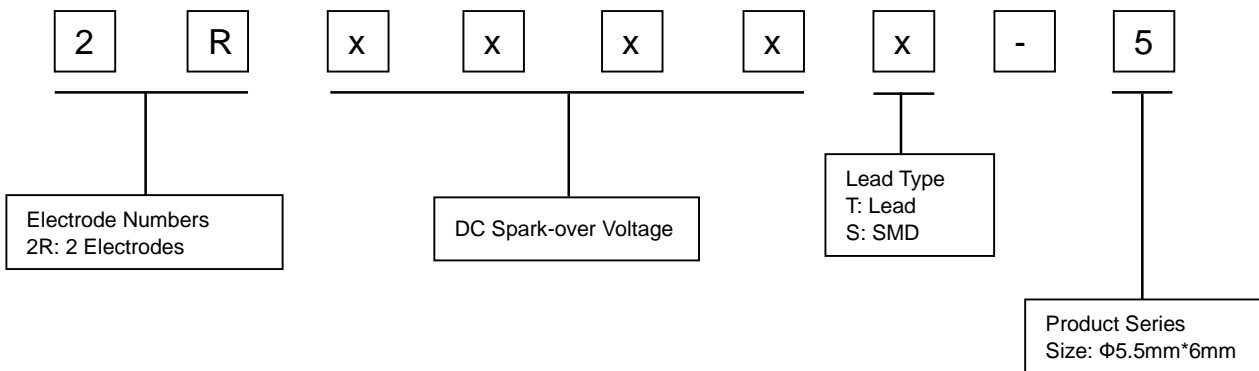 2 R x x x x x - 5
Electrode Numbers
2R: 2 Electrodes
DC Spark-over Voltage
Lead Type
T: Lead
S: SMD
Product Series
Size: Φ5.5mm*6mm